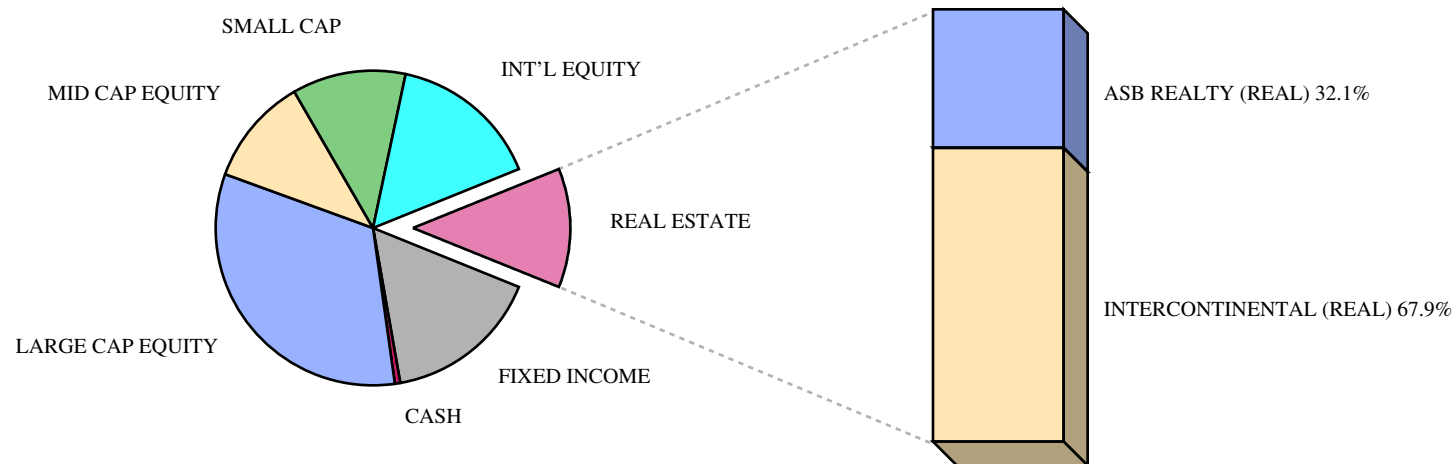 SMALL CAP
INT'L EQUITY
MID CAP EQUITY
ASB REALTY (REAL) 32.1%
REAL ESTATE
INTERCONTINENTAL (REAL) 67.9%
LARGE CAP EQUITY
FIXED INCOME
CASH